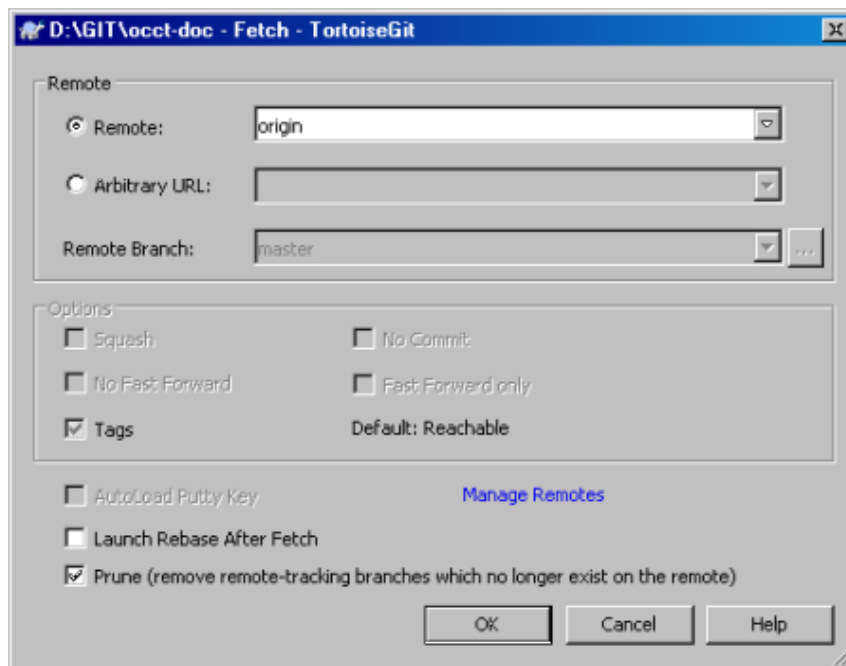 D:\GIT\occt-doc - Fetch - TortoiseGit
Remote
Remote: origin
Arbitrary URL:
Remote Branch: master ...
Options
Squash No Commit
No Fast Forward Fast Forward only
Tags Default: Reachable
AutoLoad Putty Key Manage Remotes
Launch Rebase After Fetch
Prune (remove remote-tracking branches which no longer exist on the remote)
OK Cancel Help